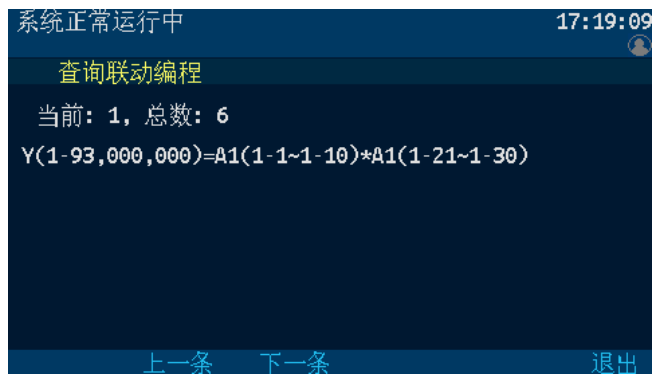 系统正常运行中 17:19:09
查询联动编程
当前: 1, 总数: 6
Y(1-93,000,000)=A1(1-1~1-10)*A1(1-21~1-30)
上一条 下一条 退出